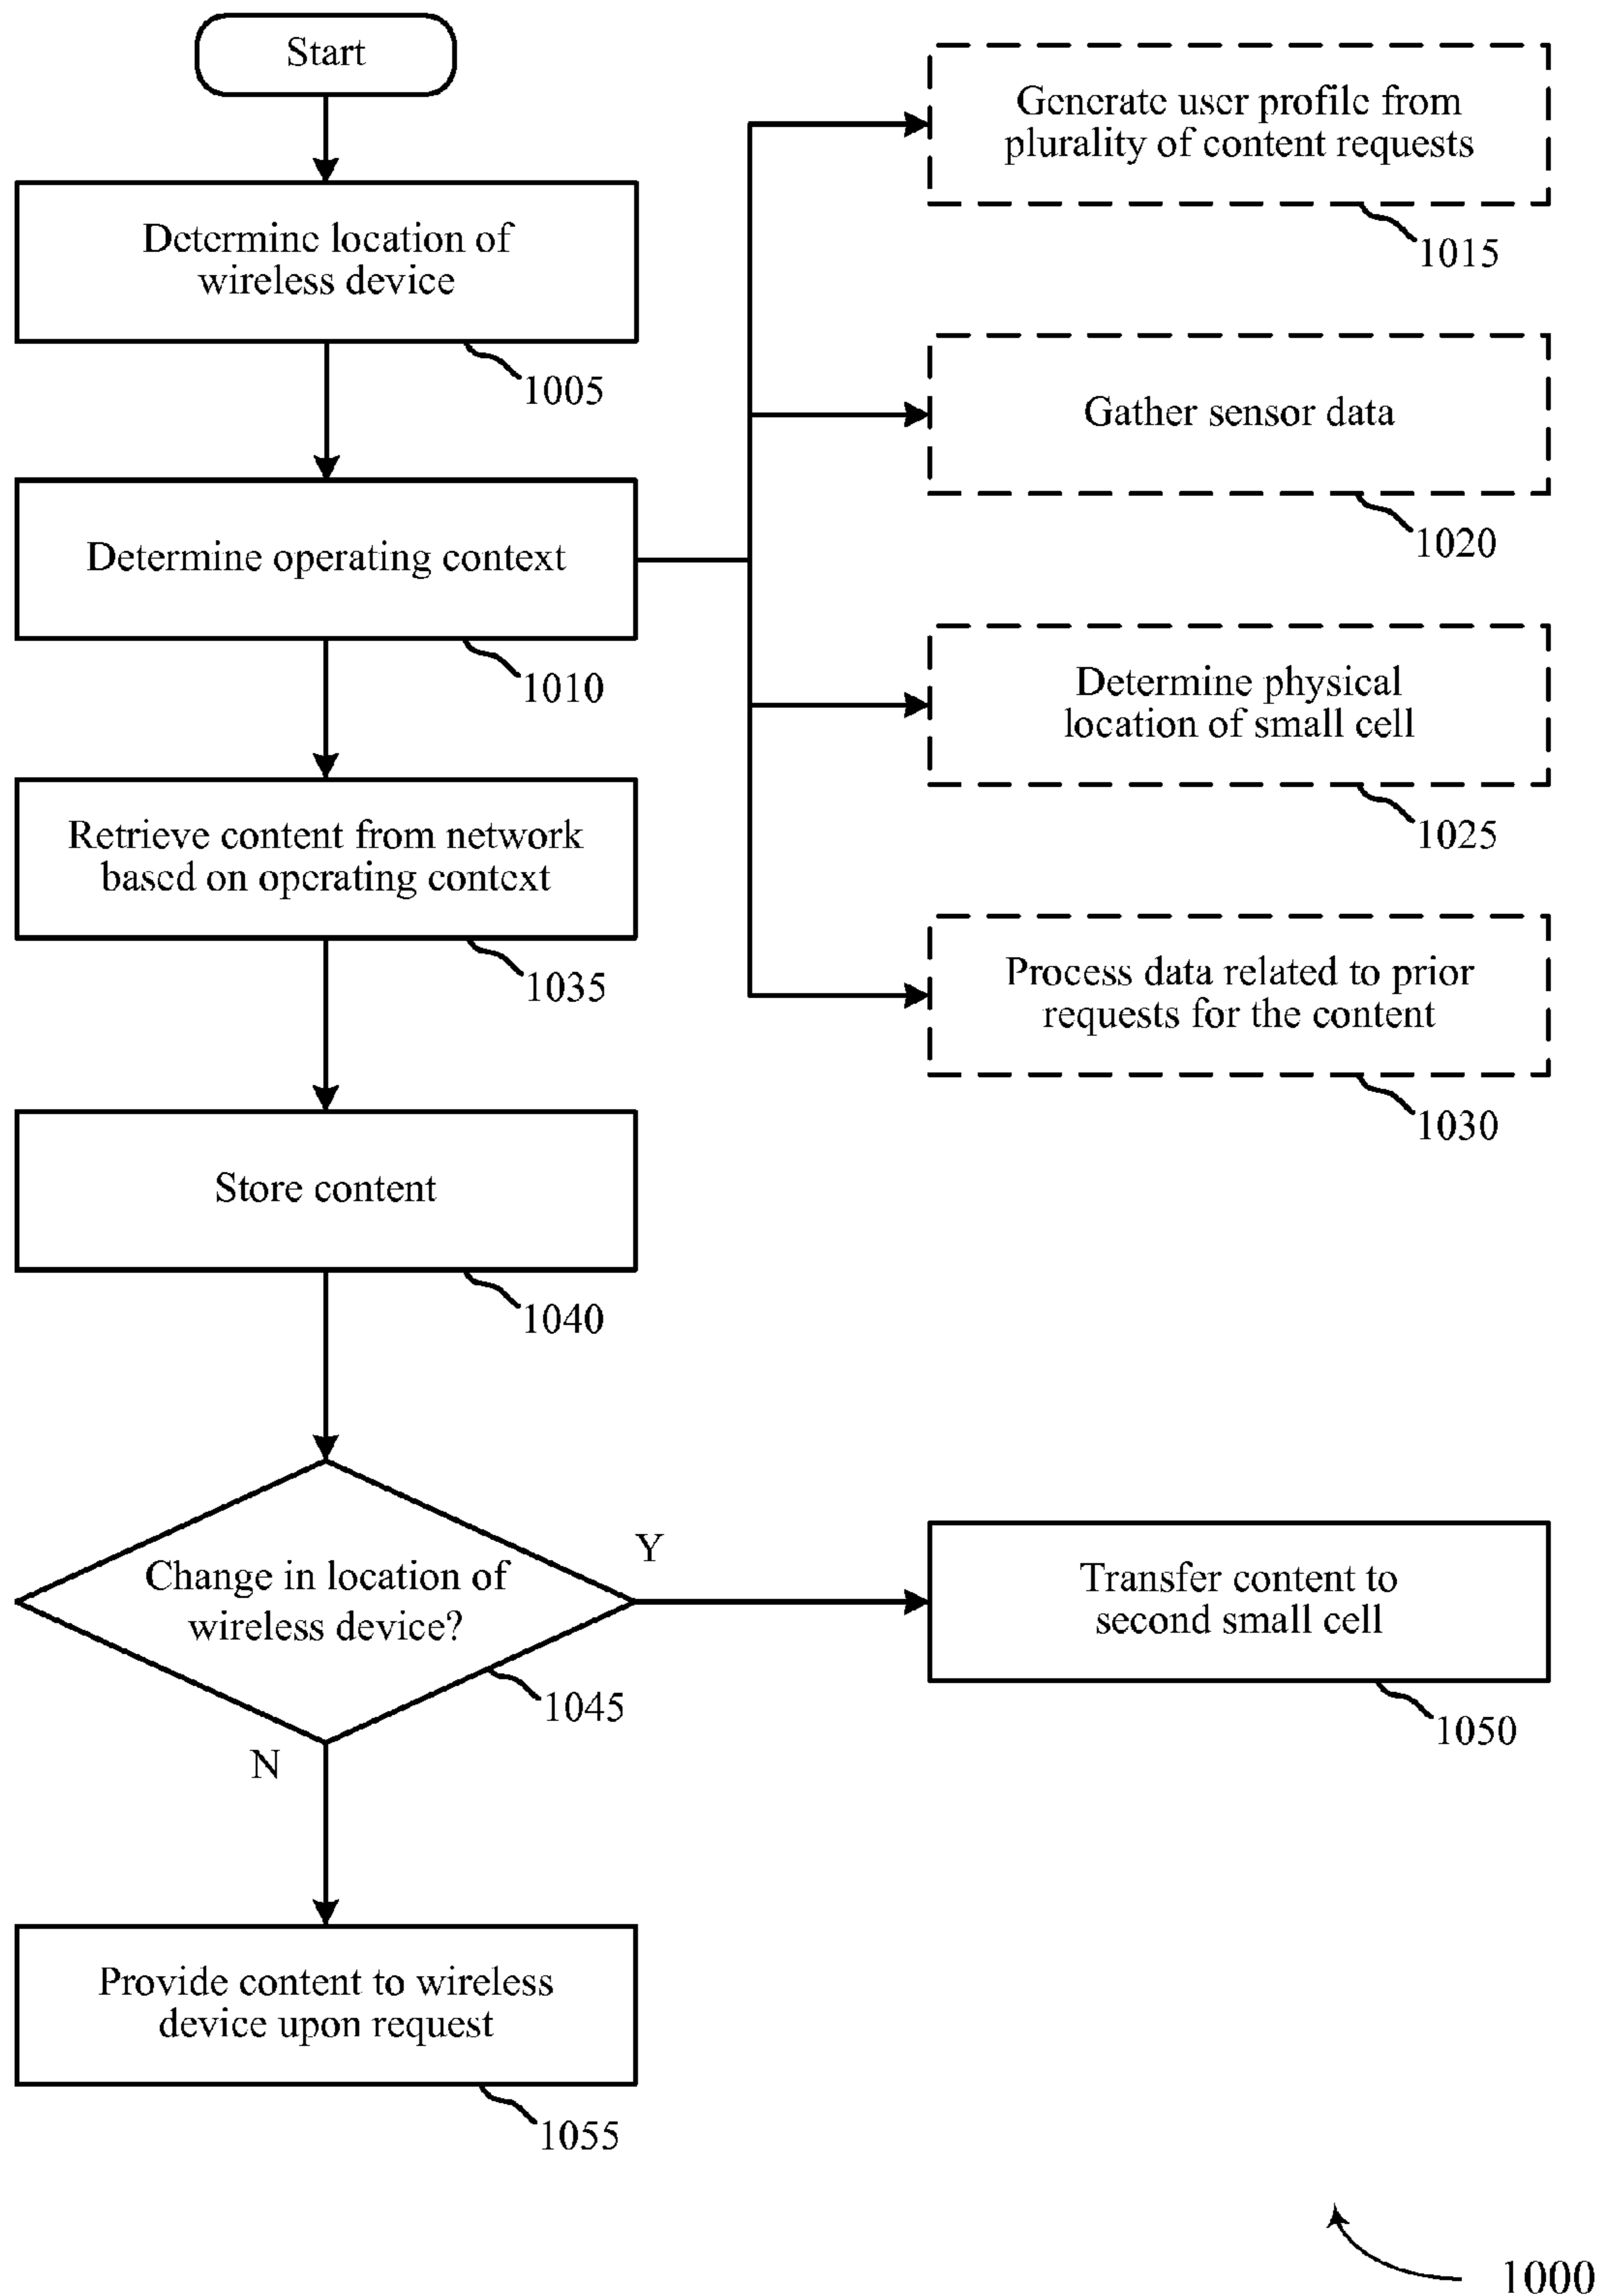 Start
Determine location of
wireless device
1005
Determine operating context
1010
Generate user profile from
plurality of content requests
1015
Gather sensor data
1020
Determine physical
location of small cell
1025
Process data related to prior
requests for the content
1030
Retrieve content from network
based on operating context
1035
Store content
1040
Change in location of
wireless device?
1045
Y
Transfer content to
second small cell
1050
N
Provide content to wireless
device upon request
1055
1000